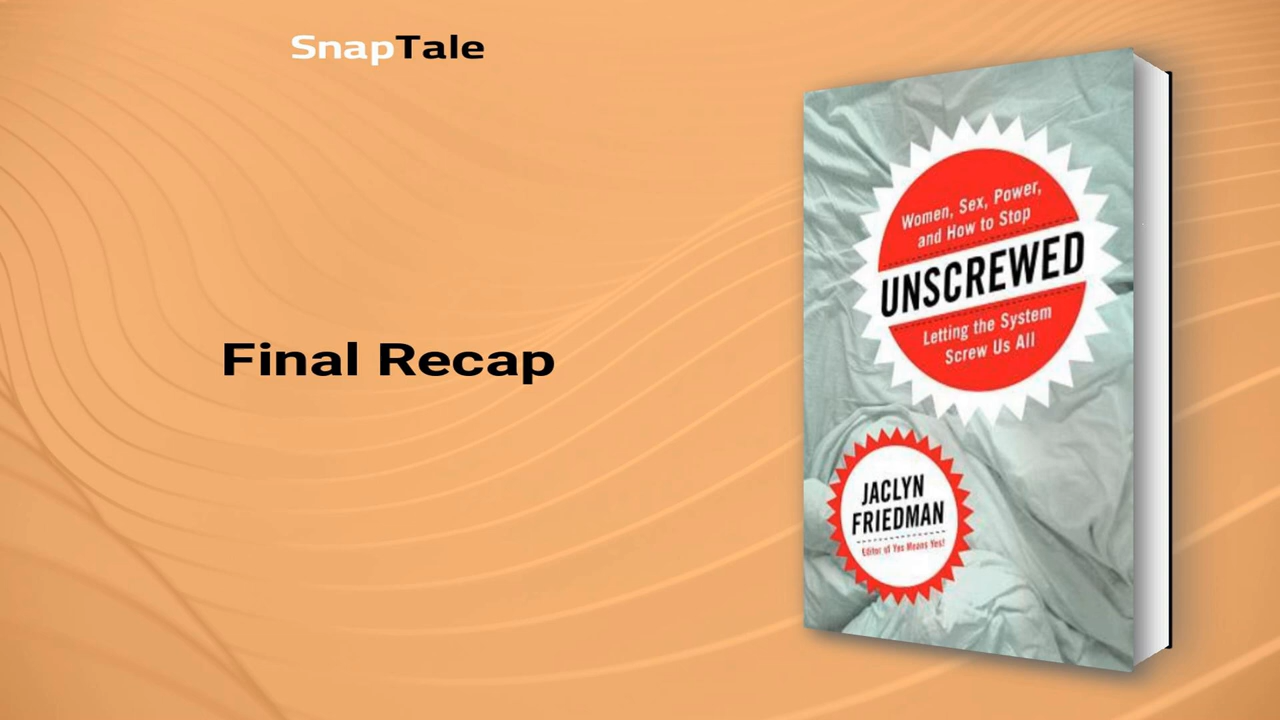 SnapTale
Final Recap
Women, Sex, Power,
and How to Stop
UNSCREWED
Letting the System
Screw Us All
JACLYN
FRIEDMAN
Editor of Yes Means Yes!